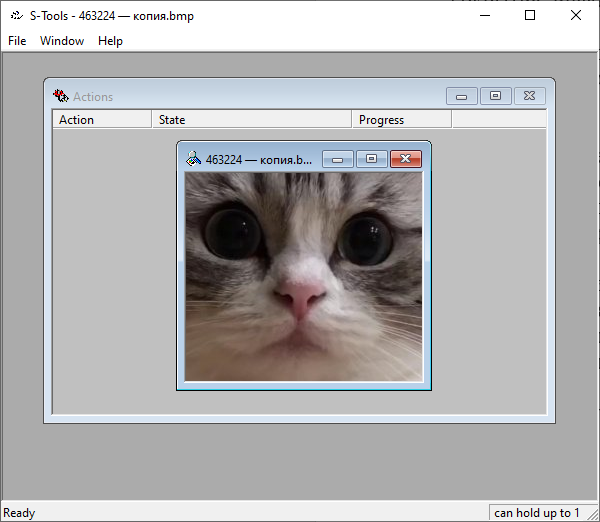 S-Tools - 463224 — копия.bmp
File Window Help
Actions
Action State Progress
463224 — копия.b...
Ready can hold up to 1